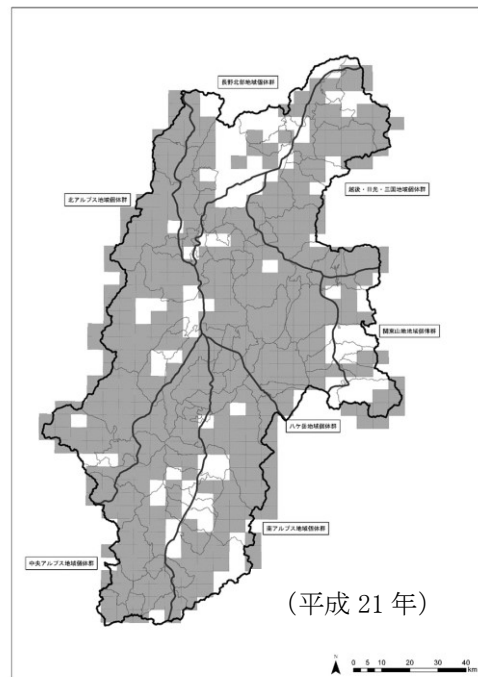 長野北部地域個体群
越後・日光・三国地域個体群
北アルプス地域個体群
関東山地地域個体群
八ケ岳地域個体群
南アルプス地域個体群
中央アルプス地域個体群
(平成 21 年)
N
0 5 10 20 30 40
km